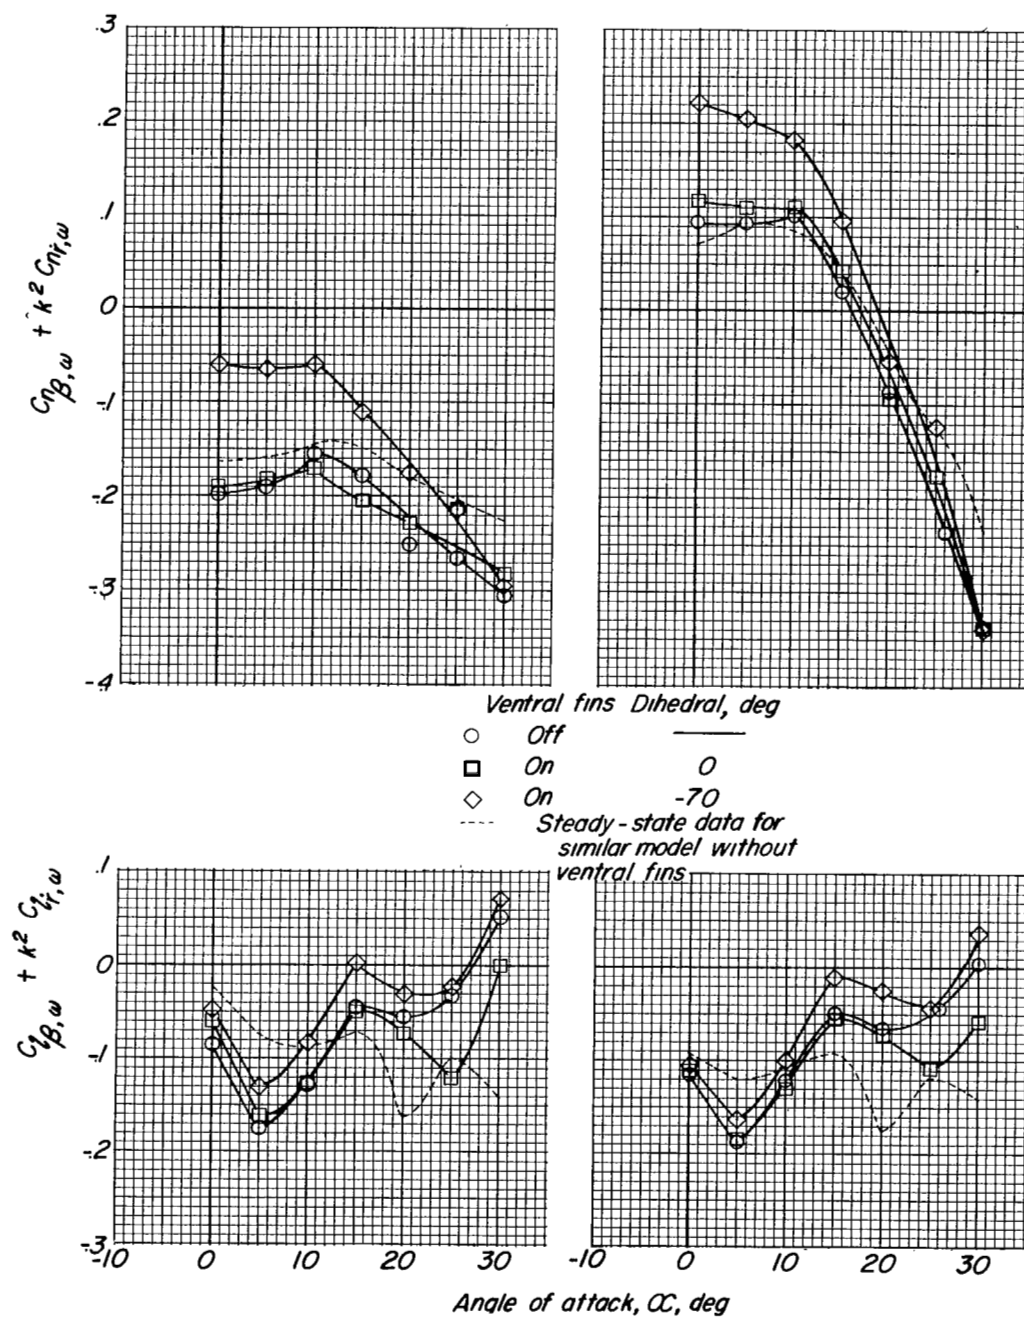 .3
.2
.1
0
-.1
-.2
-.3
-.4
Cnβ,ω + k² Cnṙ,ω
Ventral fins Dihedral, deg
Off
On 0
On -70
Steady-state data for
similar model without
ventral fins
.1
0
-.1
-.2
-.3
Clβ,ω + k² Clṙ,ω
-10 0 10 20 30 -10 0 10 20 30
Angle of attack, α, deg